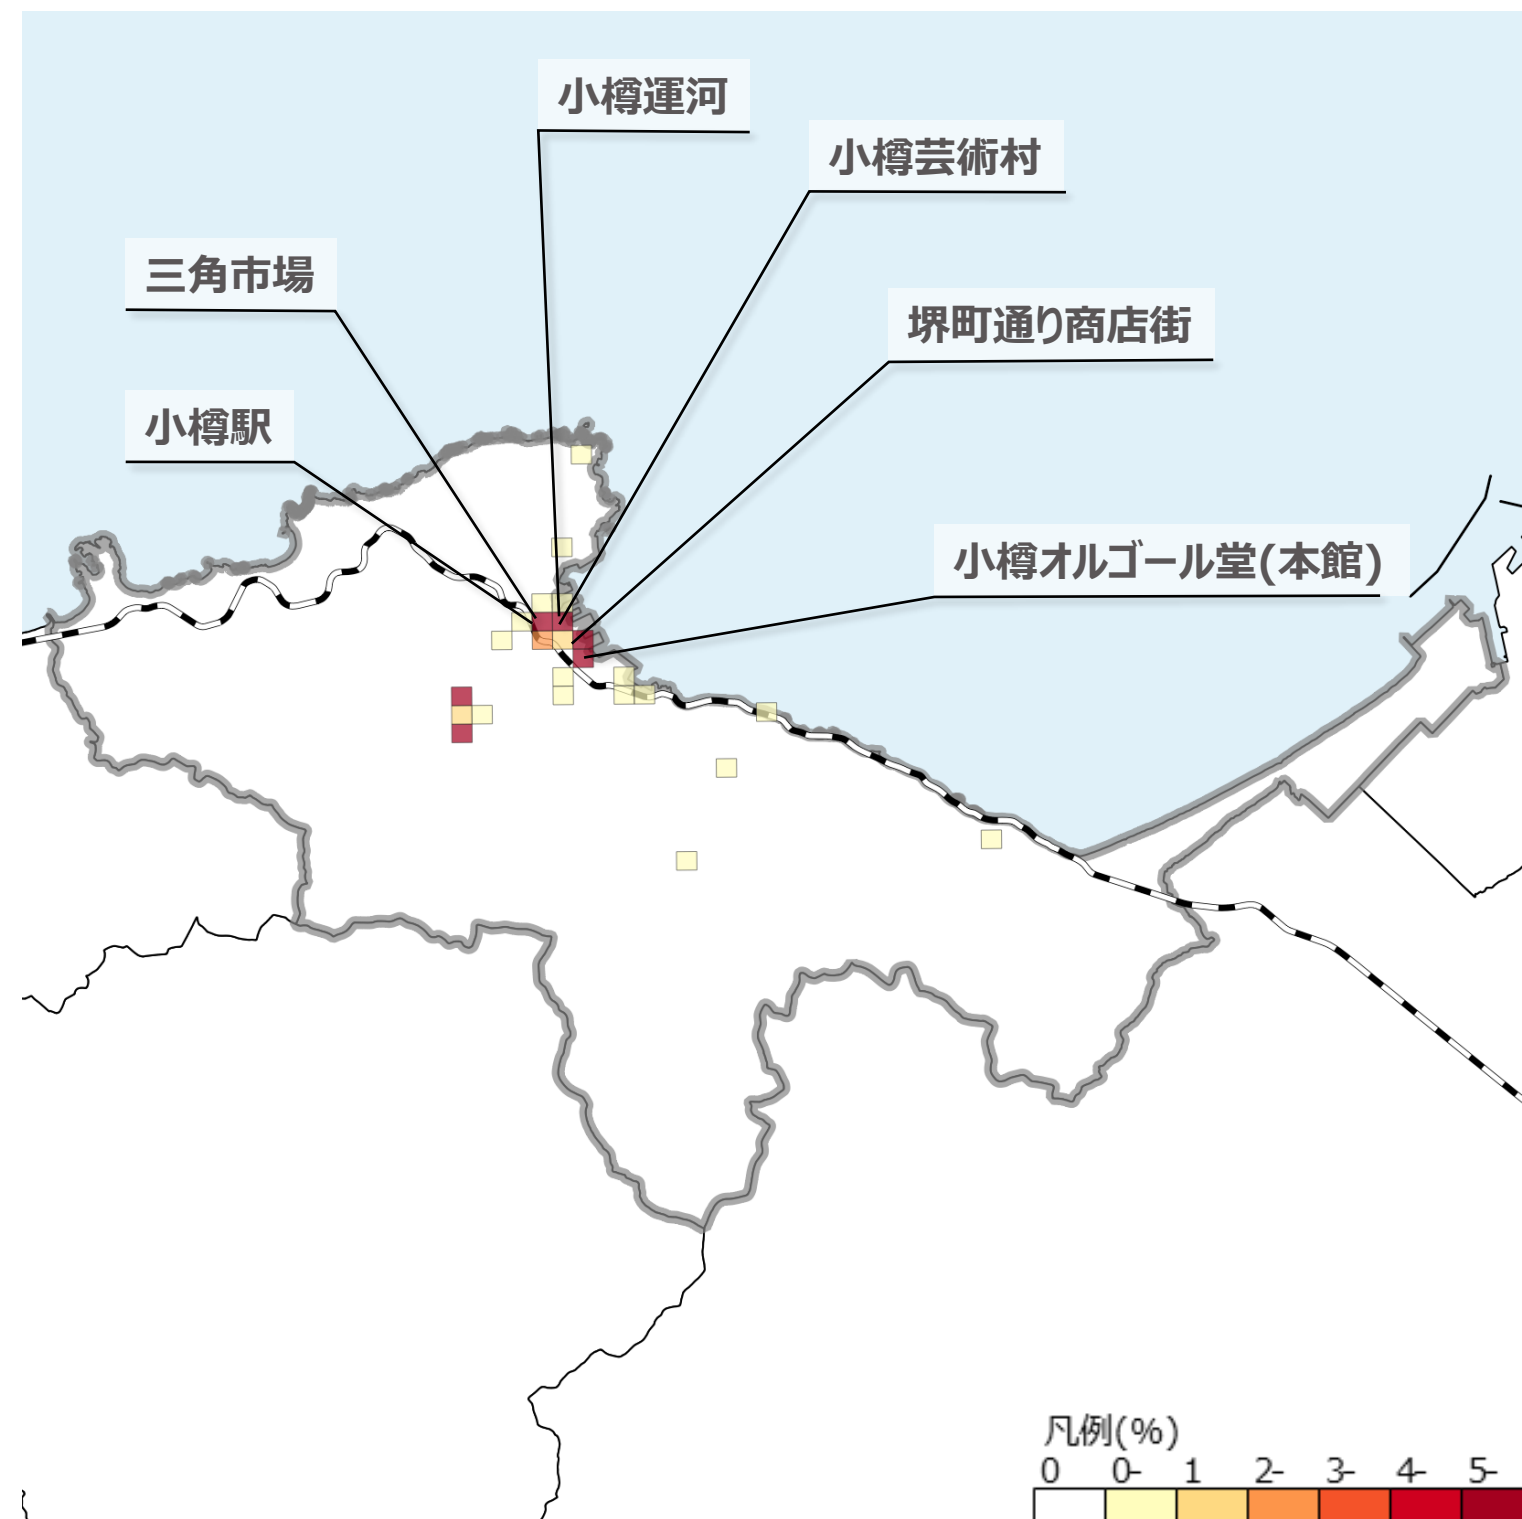 小樽運河
小樽芸術村
三角市場
堺町通り商店街
小樽駅
小樽オルゴール堂(本館)
凡例(%)
0 0- 1 2- 3- 4- 5-